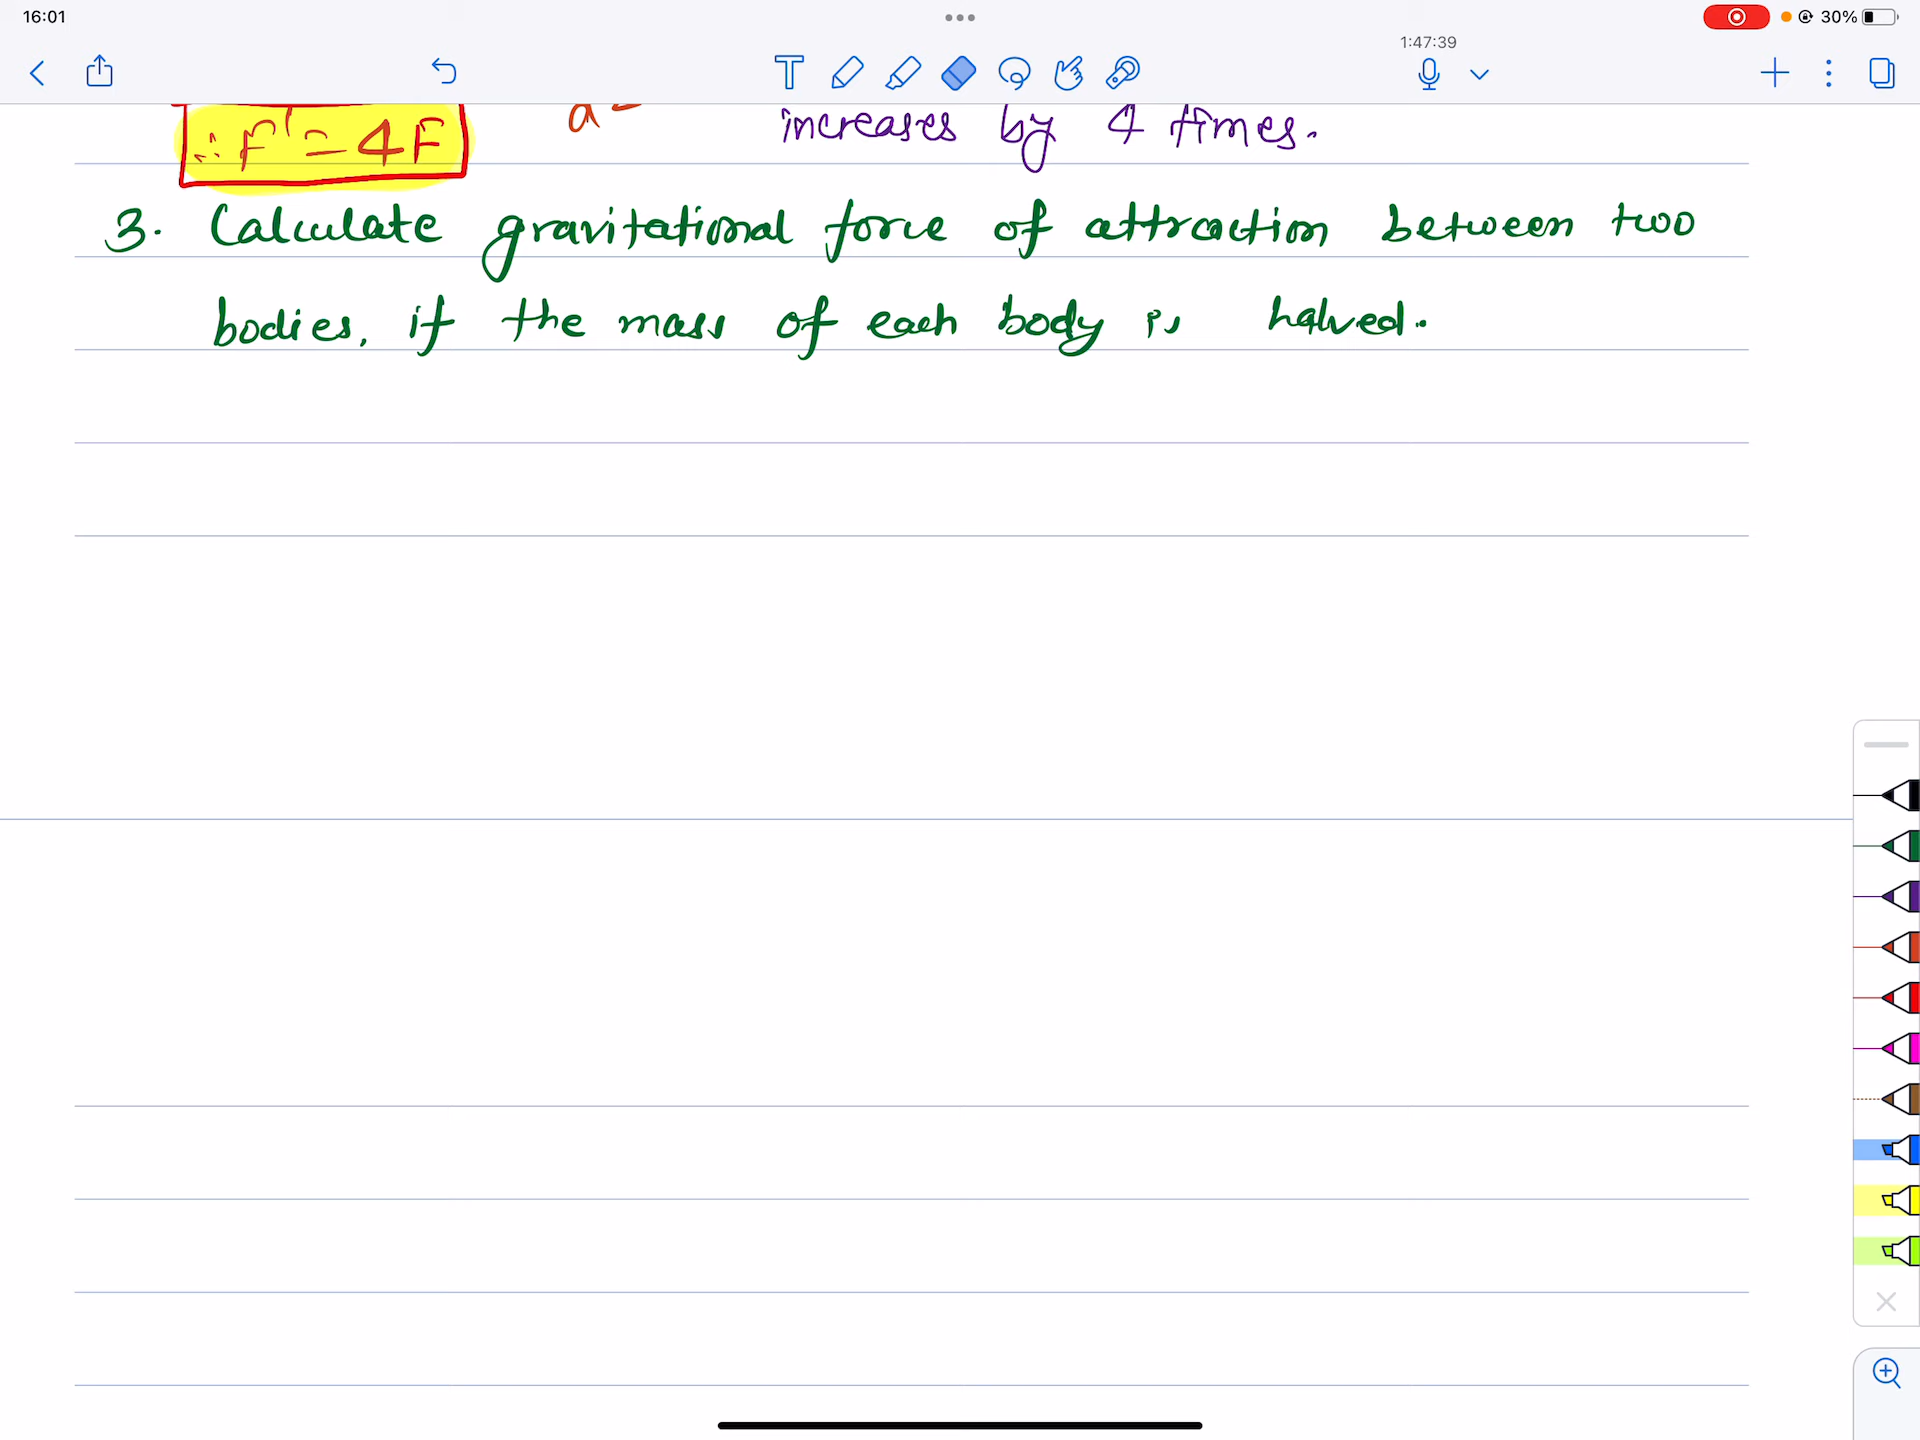 16:01
30%
1:47:39
∴ F' = 4F
increases by 4 times.
3. Calculate gravitational force of attraction between two
bodies, if the mass of each body is halved.